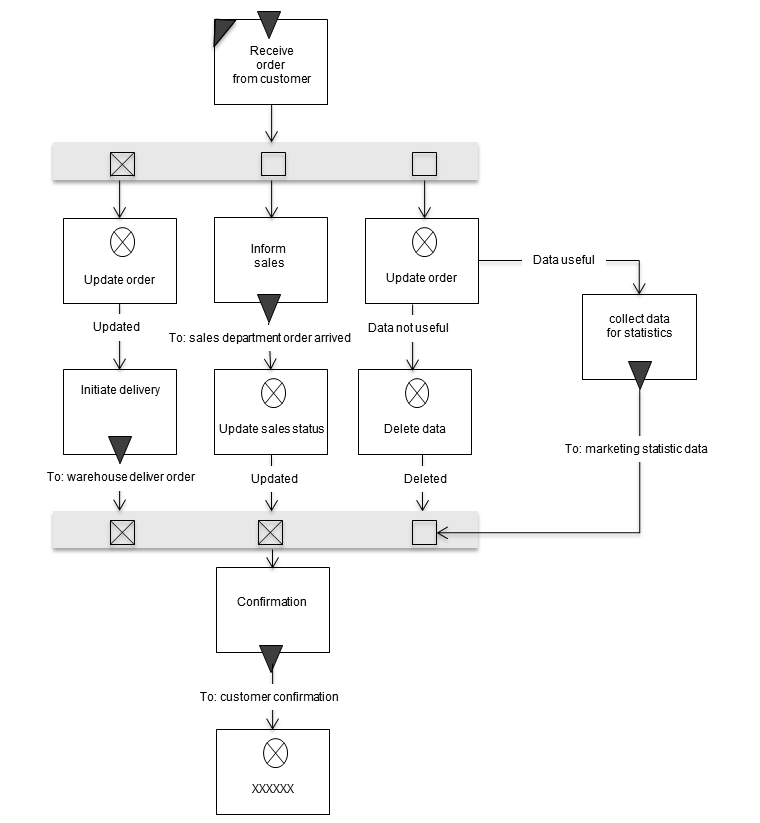 Receive
order
from customer
Update order
Inform
sales
Update order
Data useful
collect data
for statistics
Updated
To: sales department order arrived
Data not useful
Initiate delivery
Update sales status
Delete data
To: marketing statistic data
To: warehouse deliver order
Updated
Deleted
Confirmation
To: customer confirmation
XXXXXX